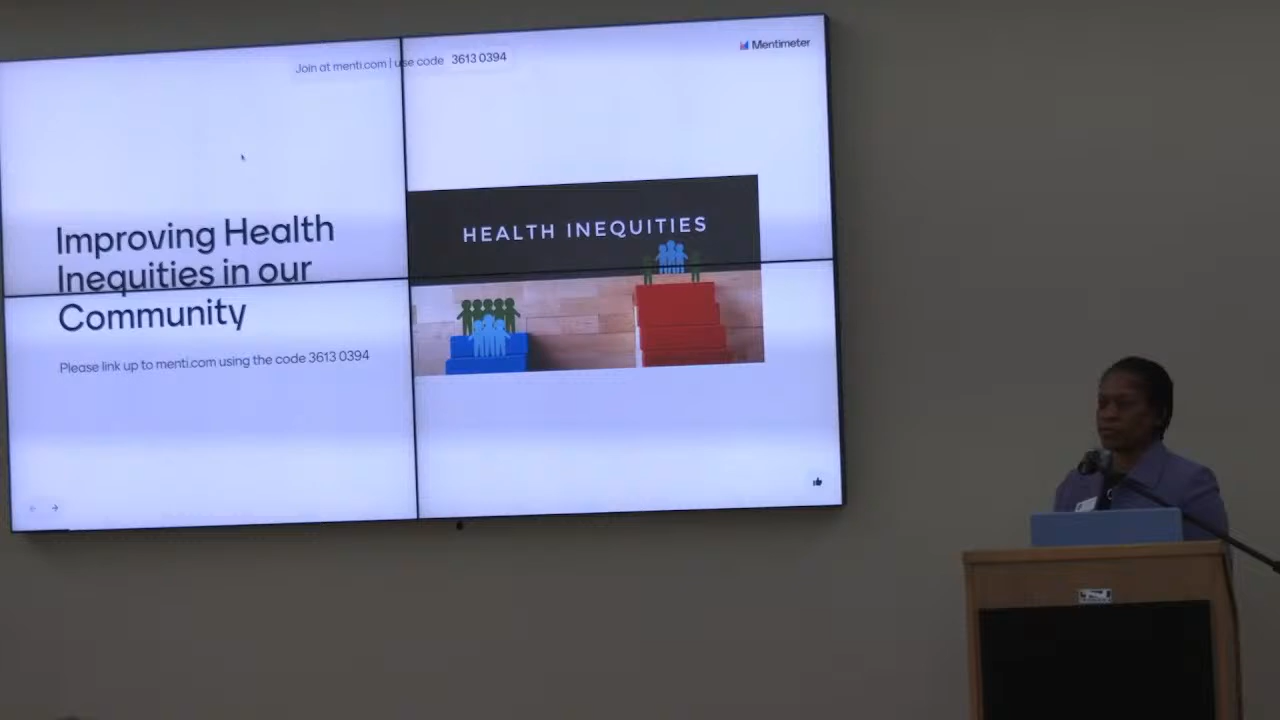 Join at menti.com | use code 3613 0394
Mentimeter
Improving Health
Inequities in our
Community
Please link up to menti.com using the code 3613 0394
HEALTH INEQUITIES